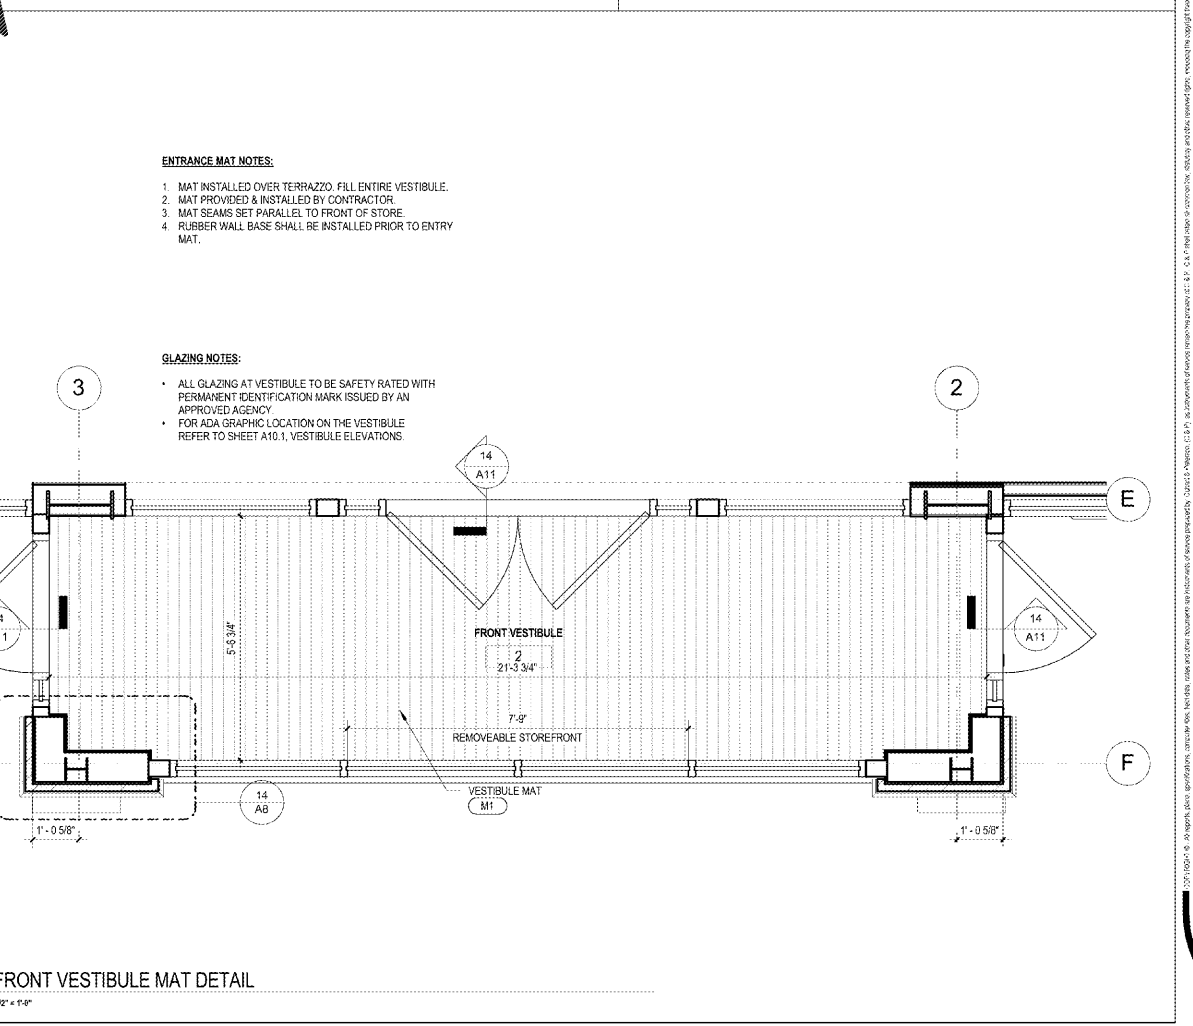 ENTRANCE MAT NOTES:
1. MAT INSTALLED OVER TERRAZZO. FILL ENTIRE VESTIBULE.
2. MAT PROVIDED & INSTALLED BY CONTRACTOR.
3. MAT SEAMS SET PARALLEL TO FRONT OF STORE.
4. RUBBER WALL BASE SHALL BE INSTALLED PRIOR TO ENTRY
MAT.
GLAZING NOTES:
• ALL GLAZING AT VESTIBULE TO BE SAFETY RATED WITH
PERMANENT IDENTIFICATION MARK ISSUED BY AN
APPROVED AGENCY.
• FOR ADA GRAPHIC LOCATION ON THE VESTIBULE
REFER TO SHEET A10.1, VESTIBULE ELEVATIONS.
3
2
14
A11
E
14
A11
5'-6 3/4"
FRONT VESTIBULE
2
21'-3 3/4"
7'-9"
REMOVEABLE STOREFRONT
F
VESTIBULE MAT
M1
14
A8
1' - 0 5/8"
1' - 0 5/8"
FRONT VESTIBULE MAT DETAIL
/2" = 1'-0"